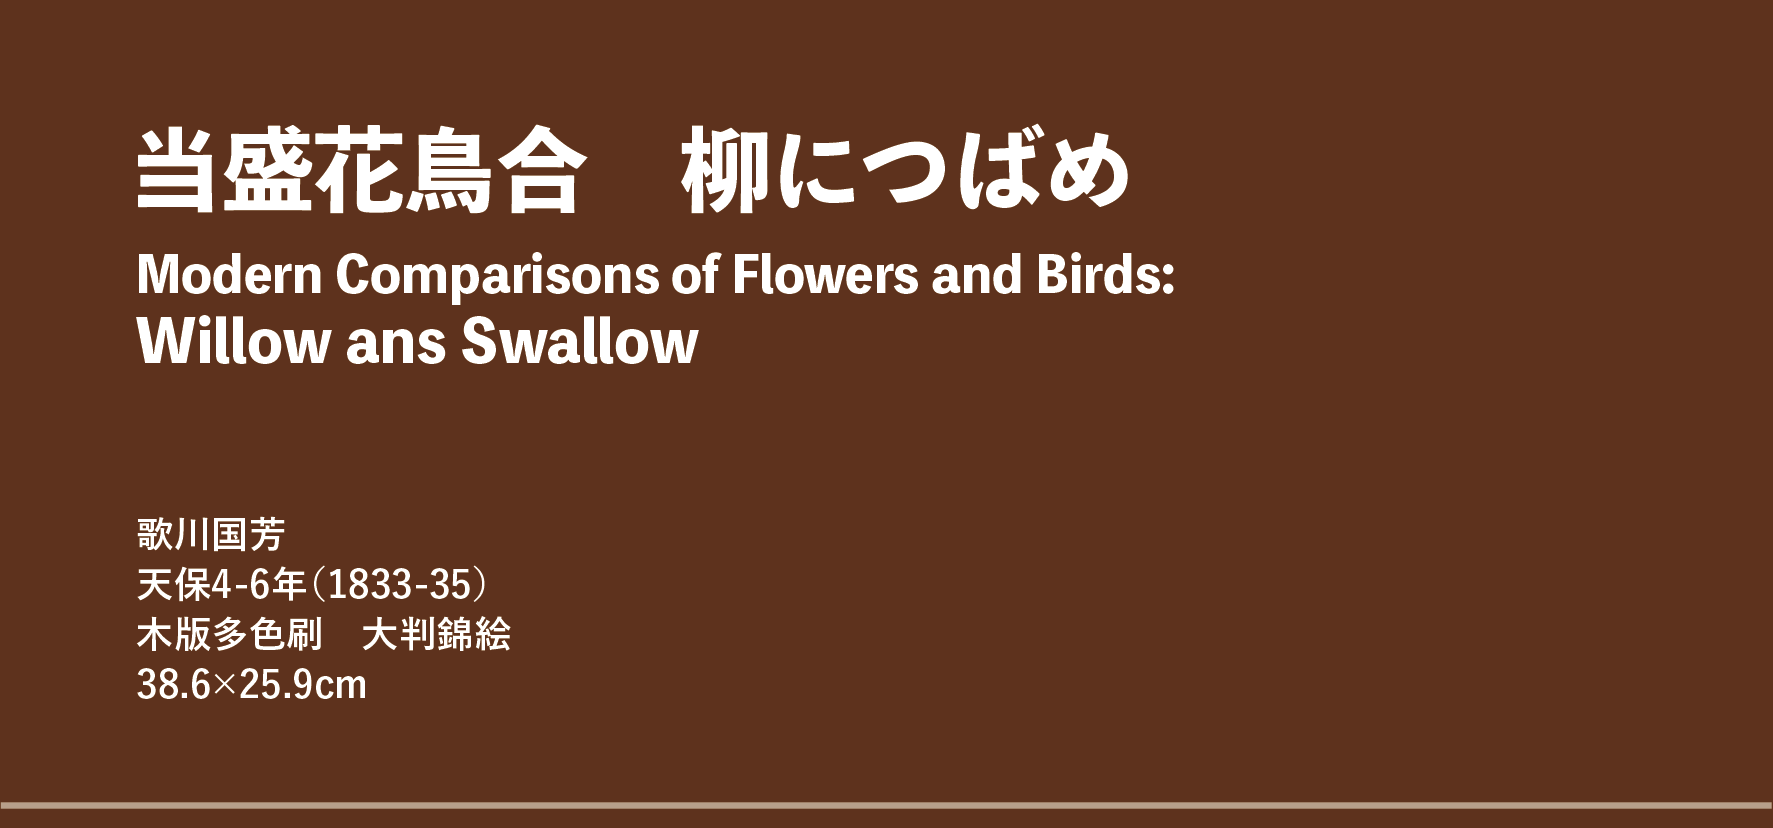 当盛花鳥合　柳につばめ
Modern Comparisons of Flowers and Birds:
Willow ans Swallow
歌川国芳
天保4-6年（1833-35）
木版多色刷　大判錦絵
38.6×25.9cm